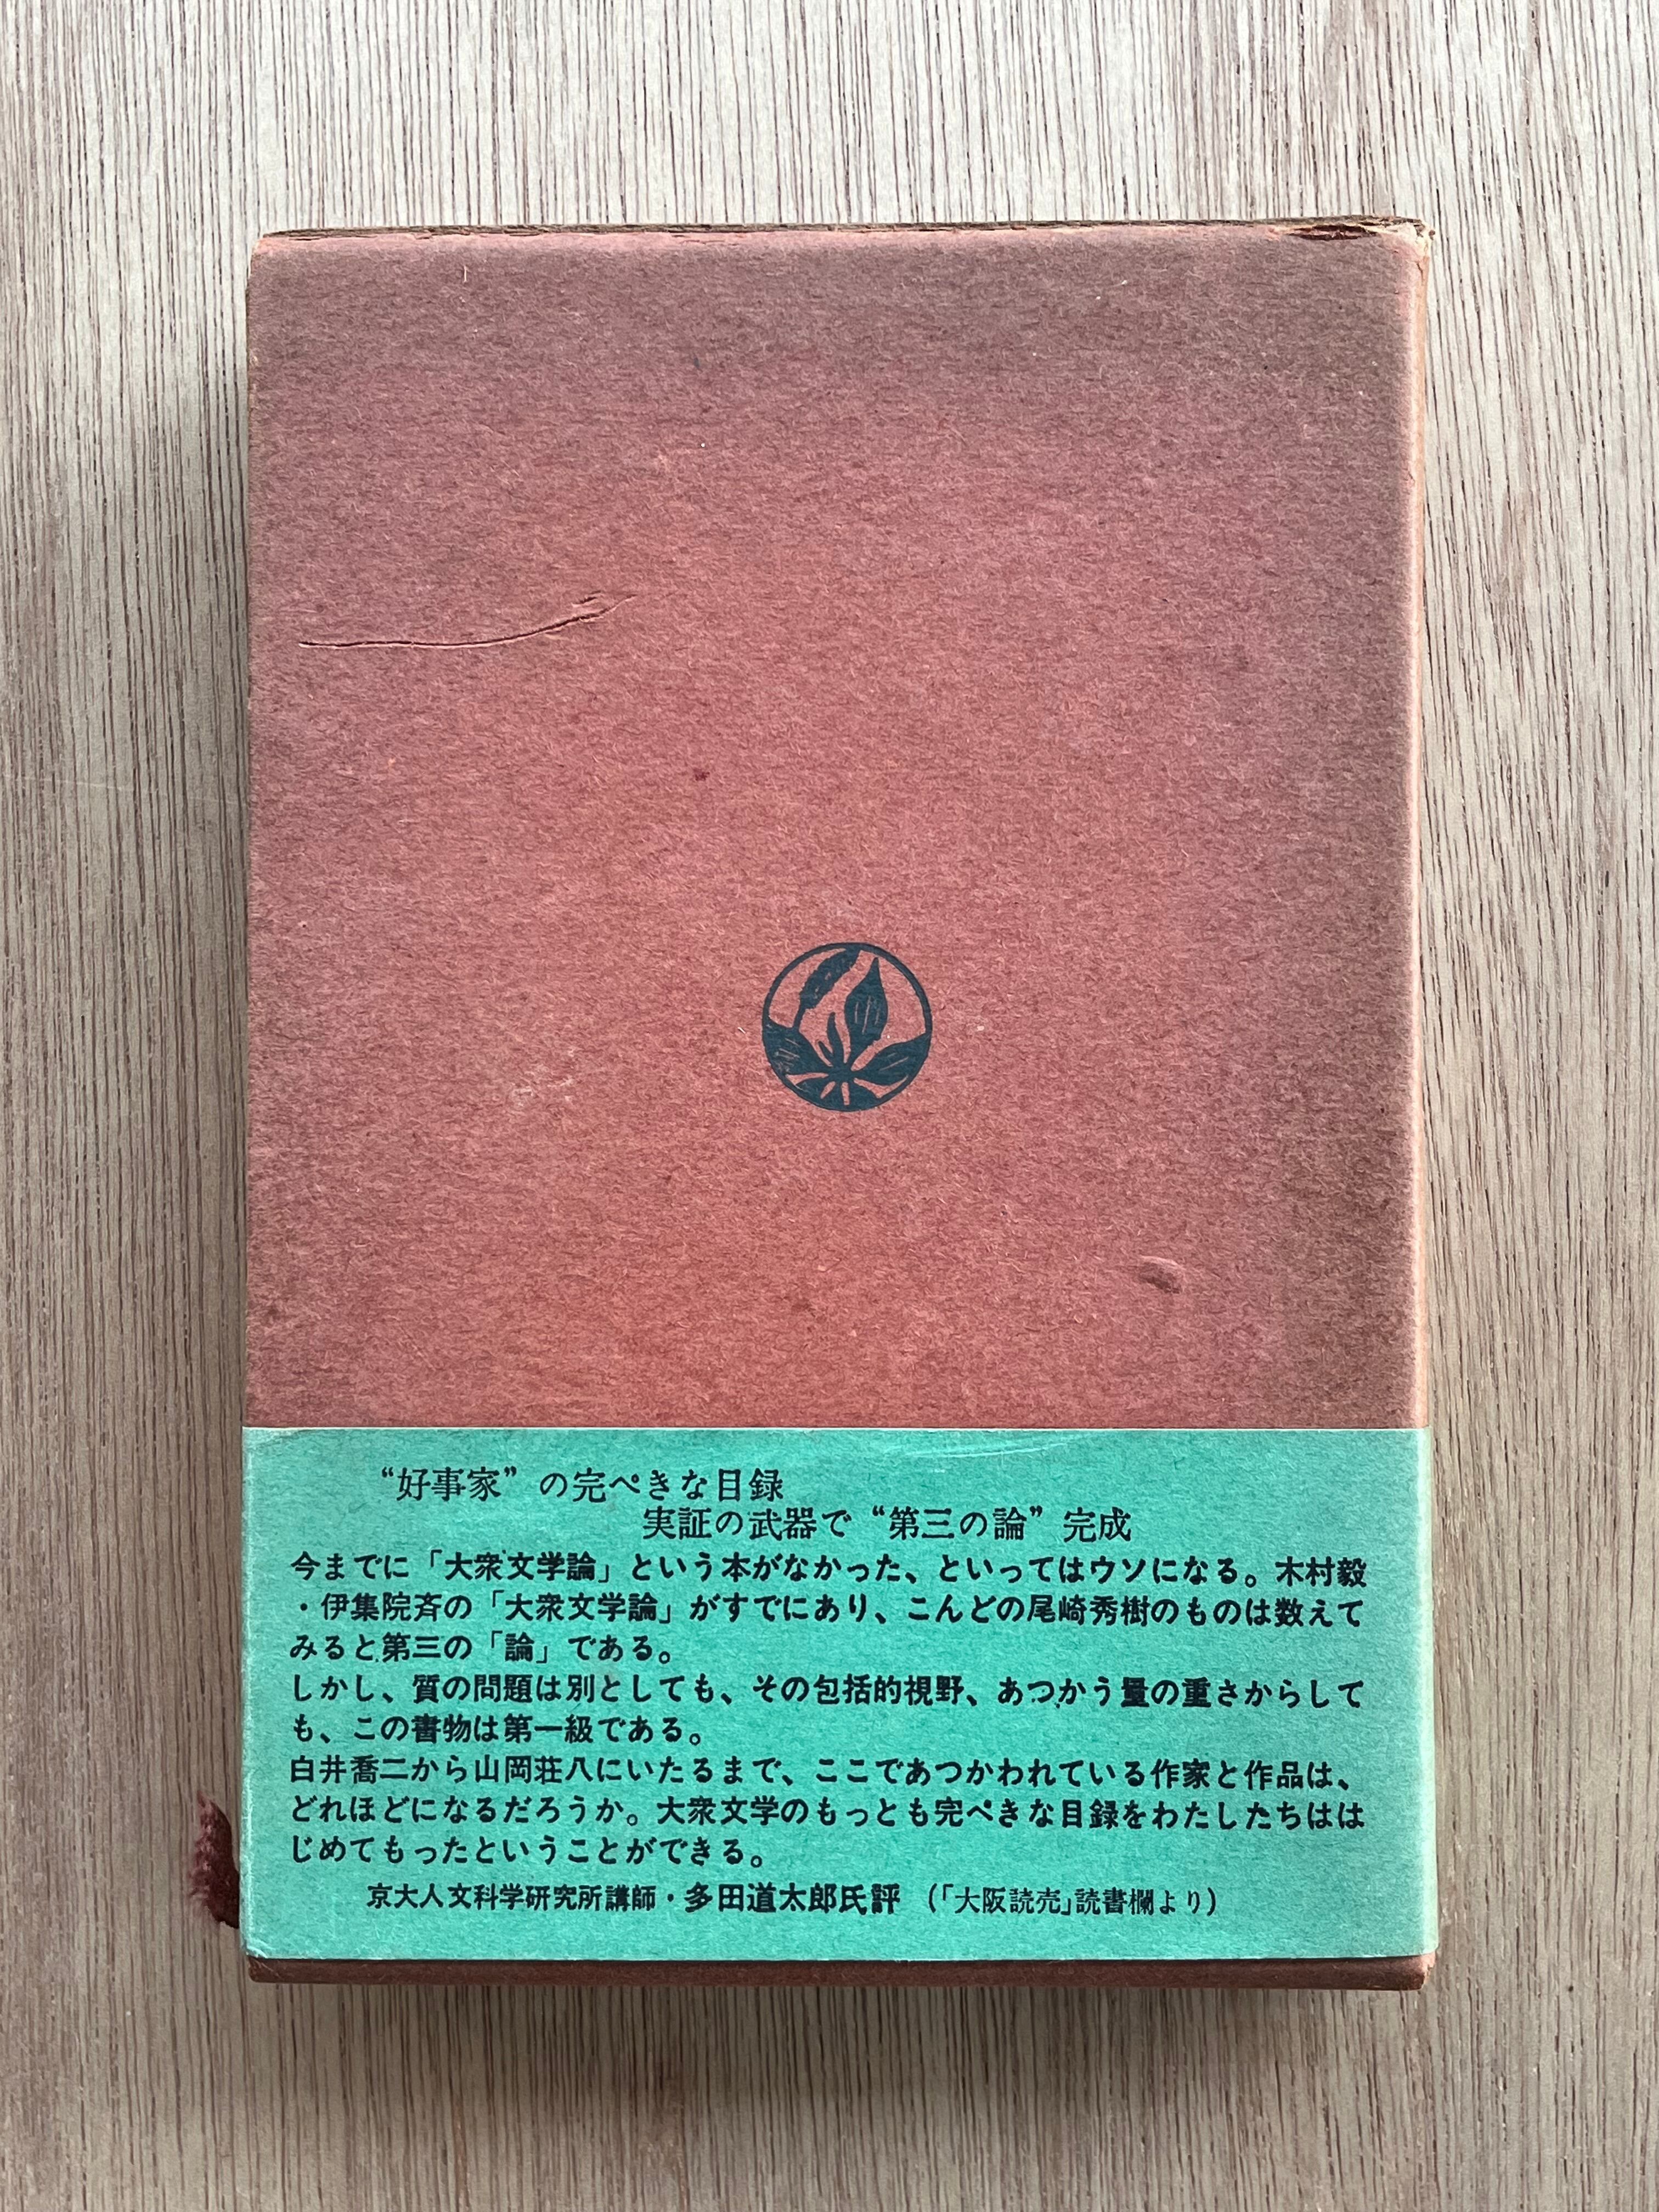 “好事家”の完ぺきな目録
実証の武器で“第三の論”完成
今までに「大衆文学論」という本がなかった、といってはウソになる。木村毅
・伊集院斉の「大衆文学論」がすでにあり、こんどの尾崎秀樹のものは数えて
みると第三の「論」である。
しかし、質の問題は別としても、その包括的視野、あつかう量の重さからして
も、この書物は第一級である。
白井喬二から山岡荘八にいたるまで、ここであつかわれている作家と作品は、
どれほどになるだろうか。大衆文学のもっとも完ぺきな目録をわたしたちはは
じめてもったということができる。
京大人文科学研究所講師・多田道太郎氏評（「大阪読売」読書欄より）